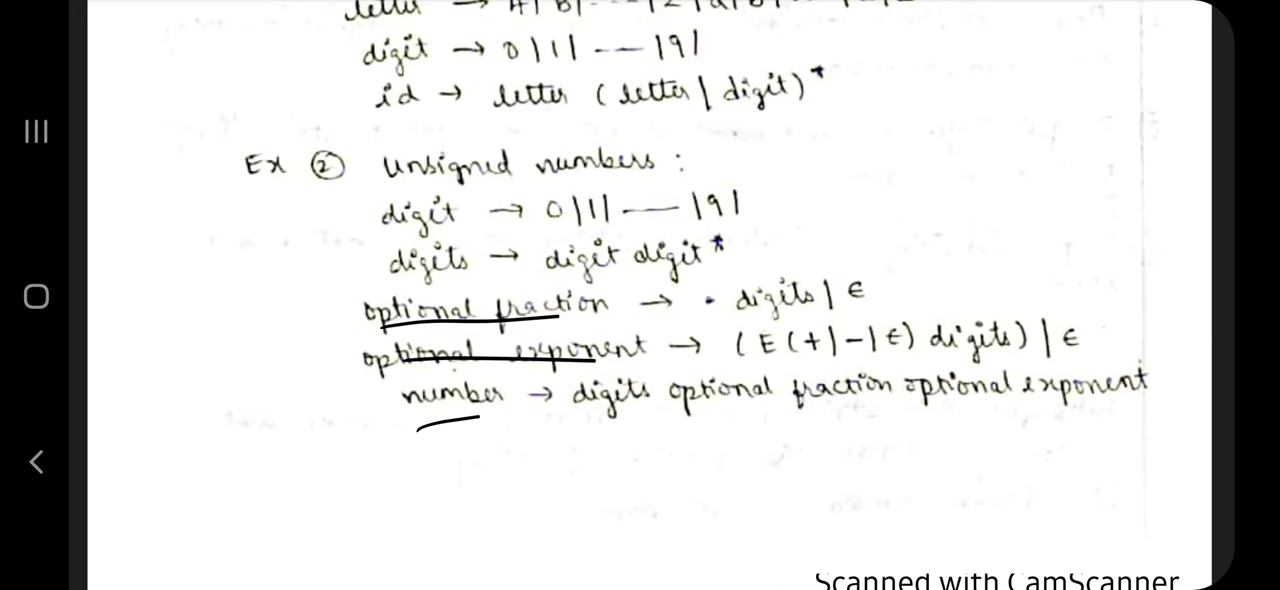 digit → 0|1| --- |9|
id → letter (letter | digit)*
Ex ② Unsigned numbers :
digit → 0|1| --- |9|
digits → digit digit*
optional fraction → . digits | ϵ
optional exponent → (E(+|-|ϵ) digits) | ϵ
number → digits optional fraction optional exponent
Scanned with CamScanner